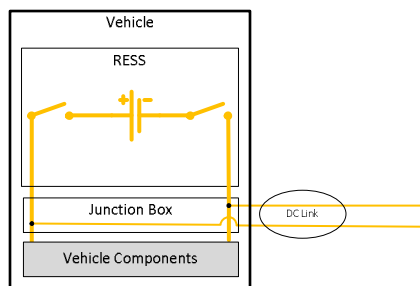 Vehicle
RESS
+ -
Junction Box
DC Link
Vehicle Components